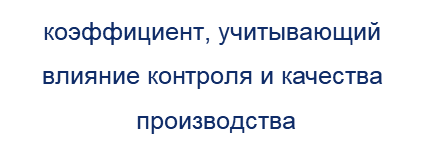 коэффициент, учитывающий
влияние контроля и качества
производства